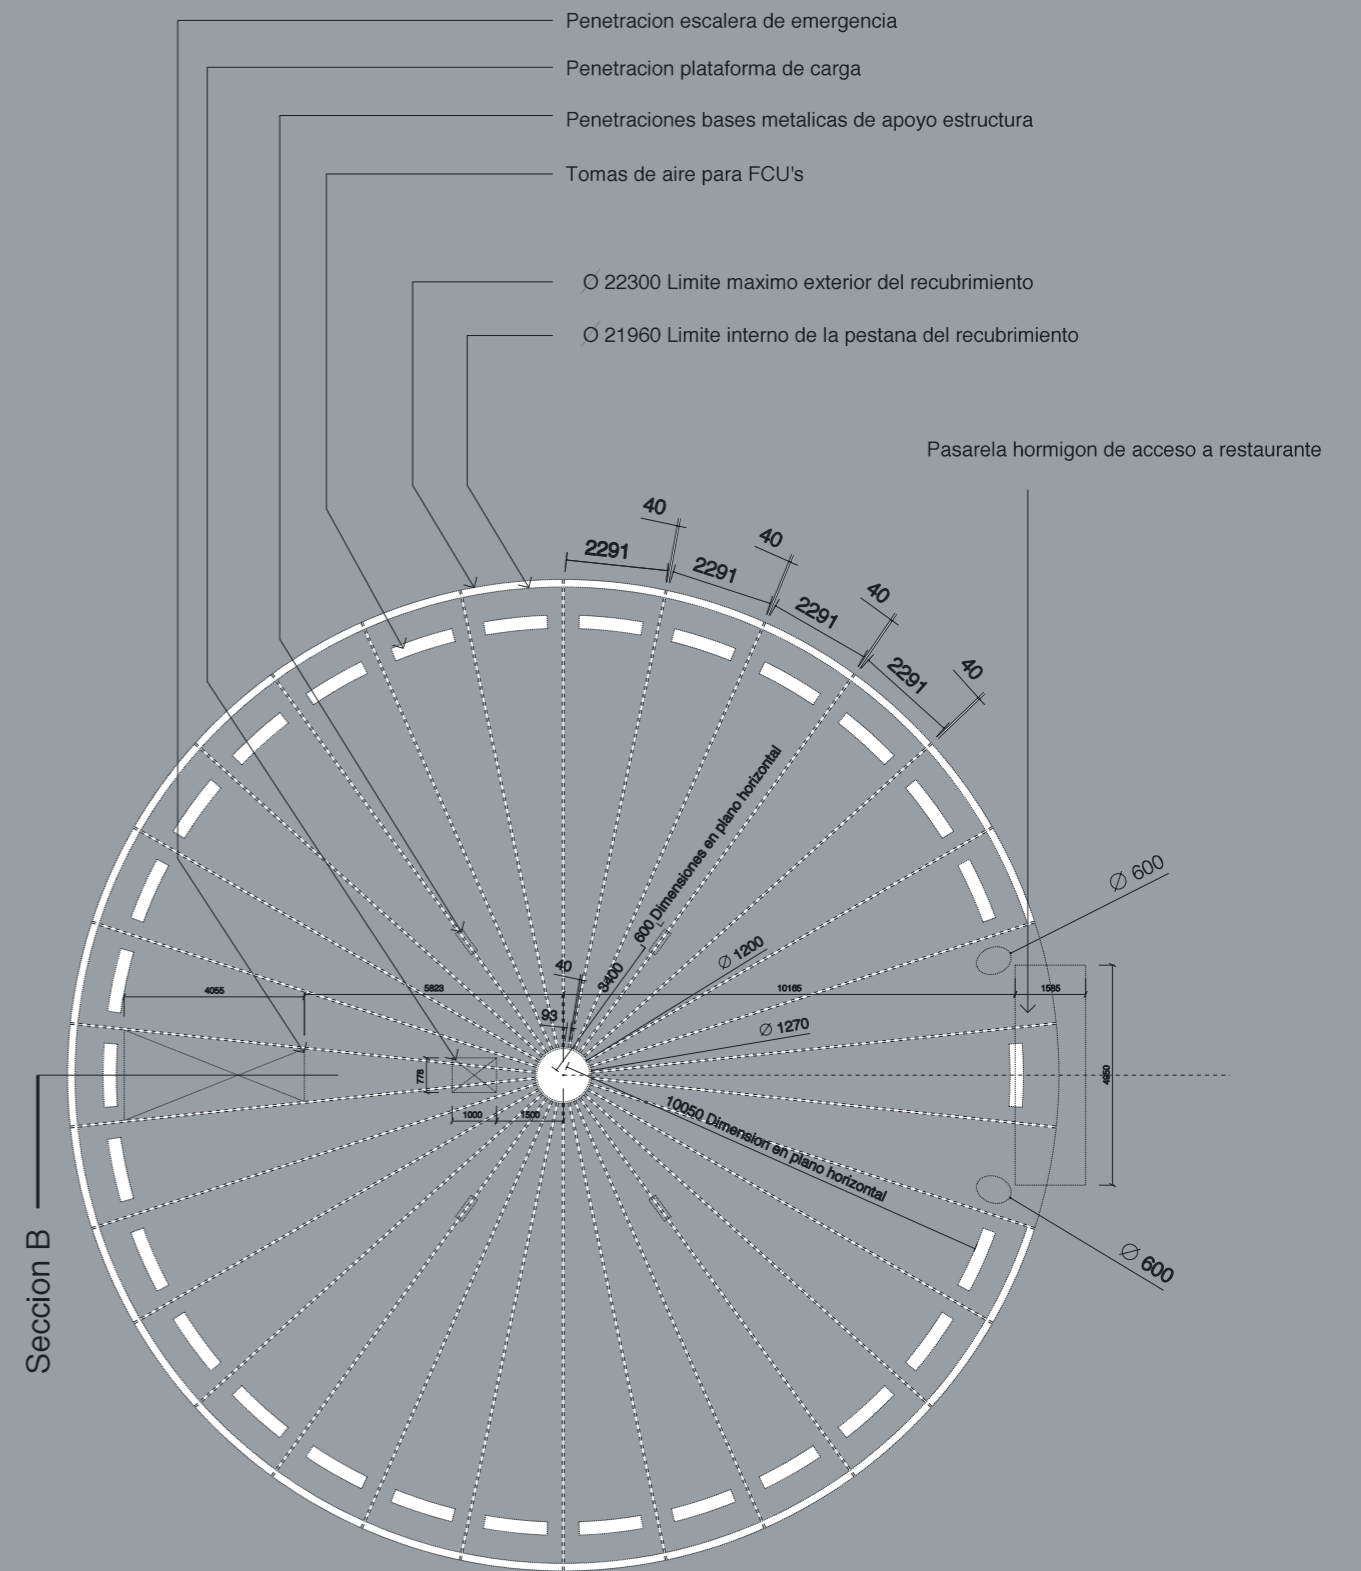 Penetracion escalera de emergencia
Penetracion plataforma de carga
Penetraciones bases metalicas de apoyo estructura
Tomas de aire para FCU's
Ø 22300 Limite maximo exterior del recubrimiento
Ø 21960 Limite interno de la pestana del recubrimiento
Pasarela hormigon de acceso a restaurante
40
2291
40
2291
40
2291
40
2291
600 Dimensiones en plano horizontal
Ø 600
Ø 1200
3400
40
4055
5823
10165
1585
93
Ø 1270
778
4950
1000
1500
10050 Dimension en plano horizontal
Seccion B
Ø 600